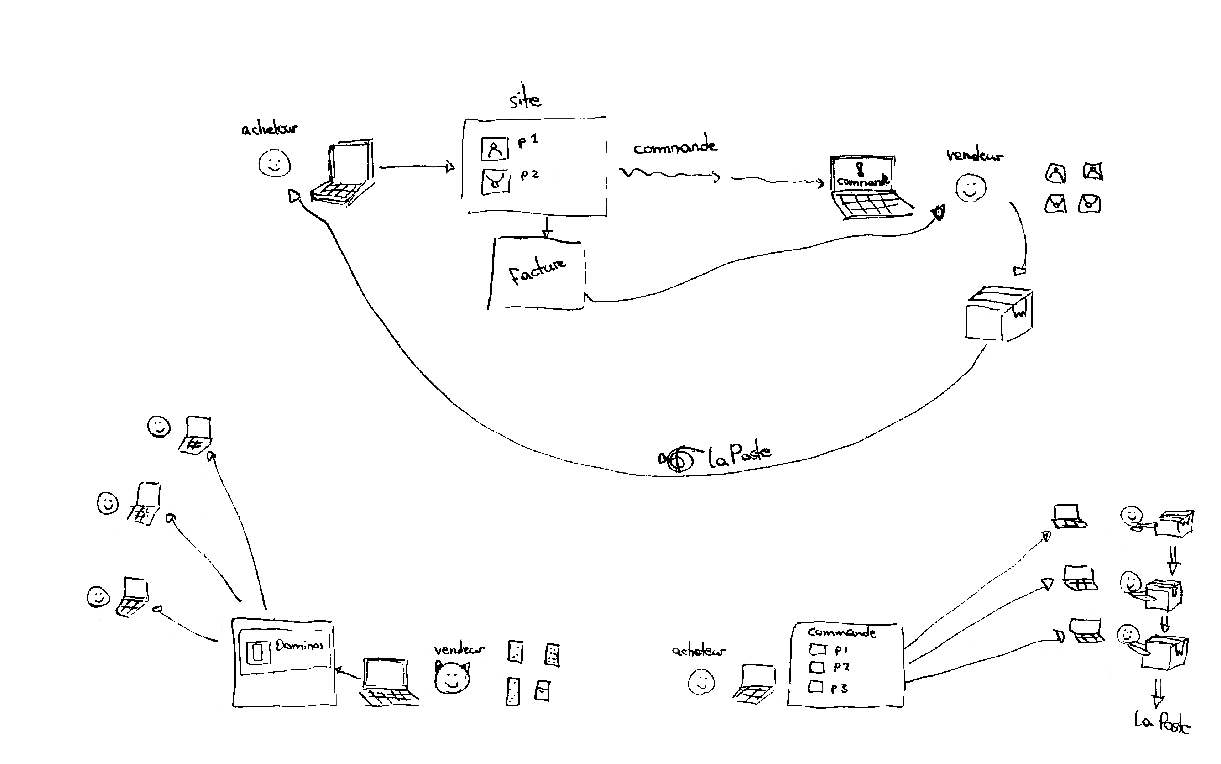 site
acheteur
P1
P2
commande
vendeur
!
commande
Facture
La Poste
Dominos
vendeur
acheteur
Commande
P1
P2
P3
La Poste